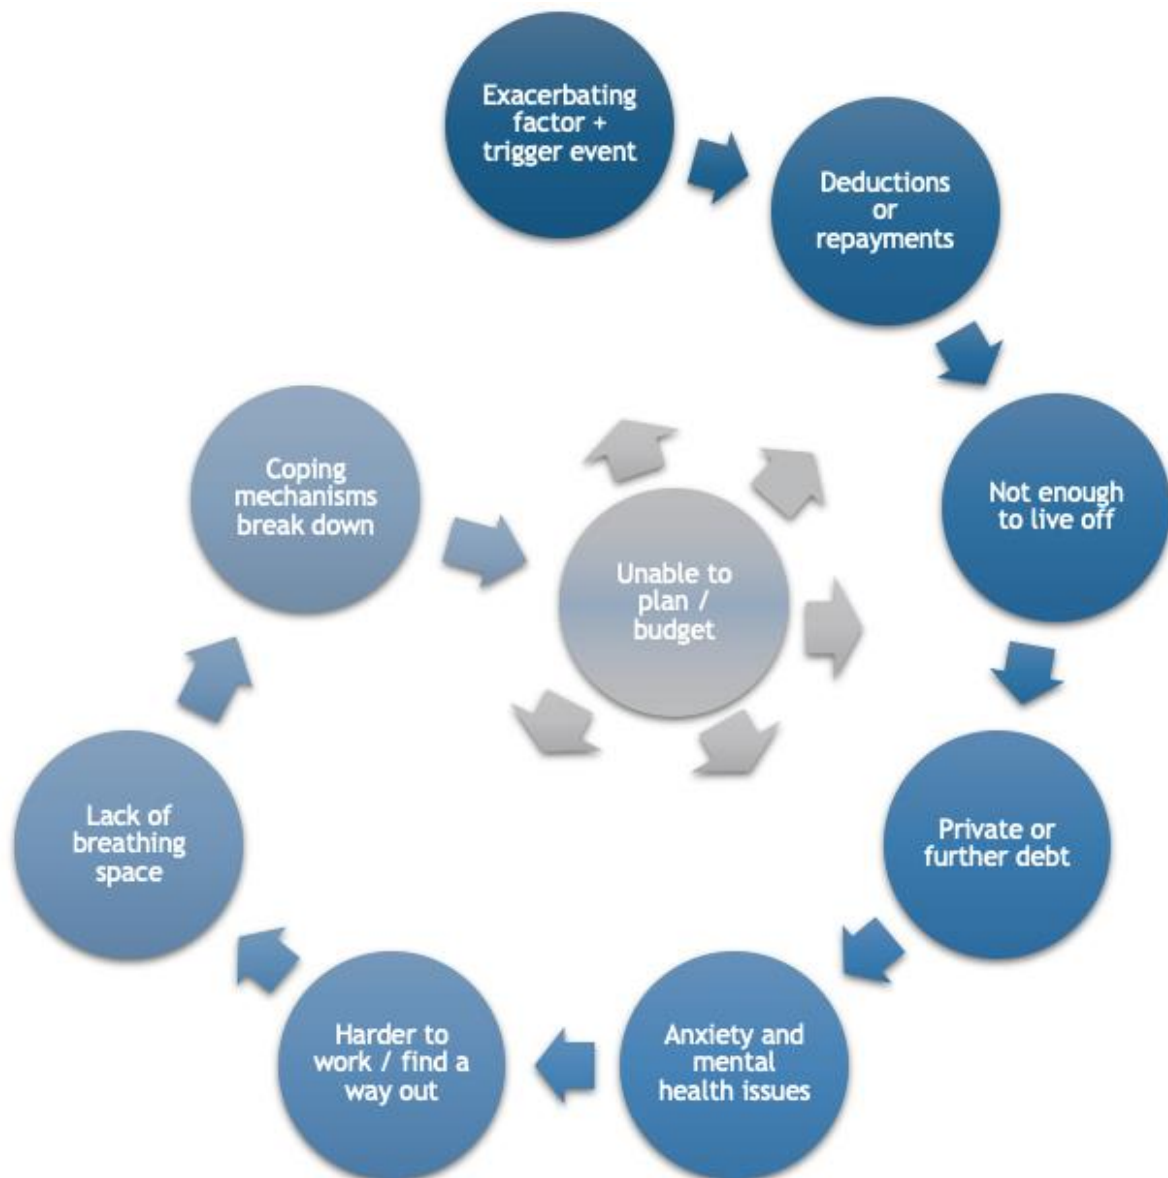 Exacerbating
factor +
trigger event
Deductions
or
repayments
Not enough
to live off
Private or
further debt
Anxiety and
mental
health issues
Harder to
work / find a
way out
Lack of
breathing
space
Coping
mechanisms
break down
Unable to
plan /
budget